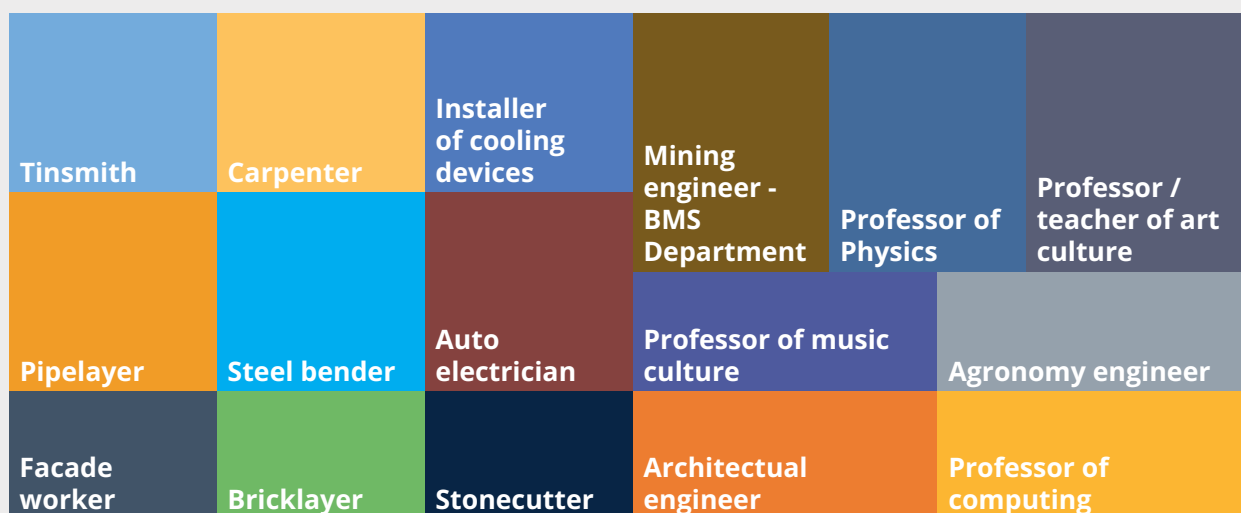 Tinsmith
Carpenter
Installer
of cooling
devices
Mining
engineer -
BMS
Department
Professor of
Physics
Professor /
teacher of art
culture
Pipelayer
Steel bender
Auto
electrician
Professor of music
culture
Agronomy engineer
Facade
worker
Bricklayer
Stonecutter
Architectual
engineer
Professor of
computing